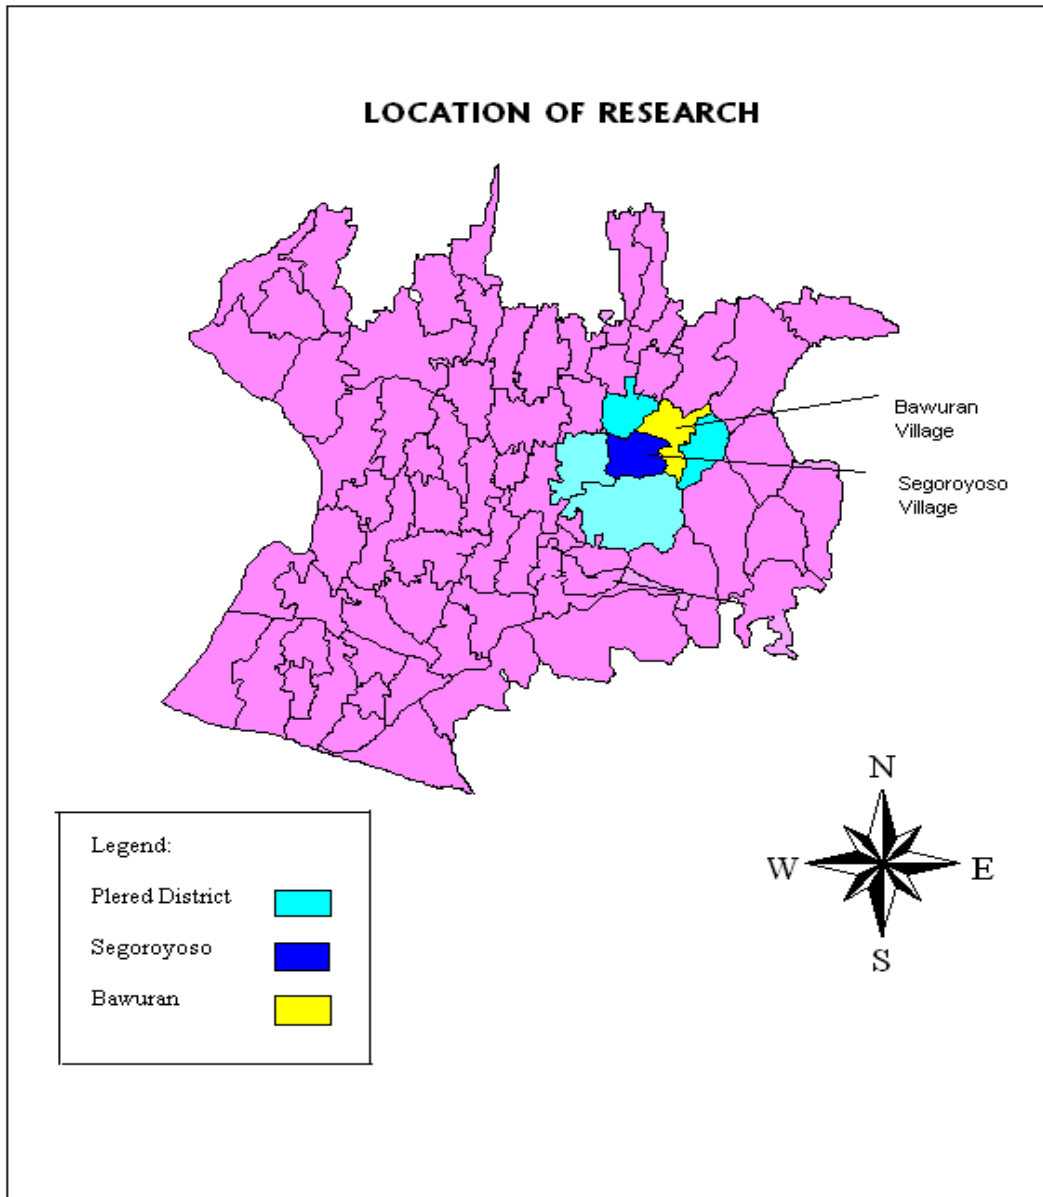 LOCATION OF RESEARCH
Bawuran
Village
Segoroyoso
Village
N
W
E
S
Legend:
Plered District
Segoroyoso
Bawuran